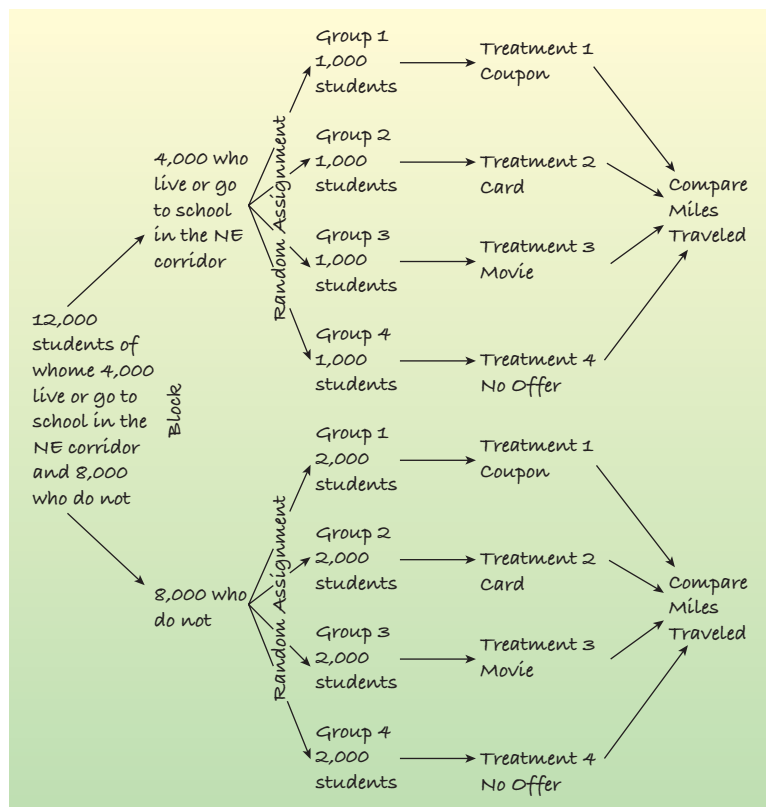 12,000
students of
whome 4,000
live or go to
school in the
NE corridor
and 8,000
who do not
Block
4,000 who
live or go
to school
in the NE
corridor
Random Assignment
Group 1
1,000
students
Treatment 1
Coupon
Group 2
1,000
students
Treatment 2
Card
Group 3
1,000
students
Treatment 3
Movie
Group 4
1,000
students
Treatment 4
No Offer
Compare
Miles
Traveled
8,000 who
do not
Random Assignment
Group 1
2,000
students
Treatment 1
Coupon
Group 2
2,000
students
Treatment 2
Card
Group 3
2,000
students
Treatment 3
Movie
Group 4
2,000
students
Treatment 4
No Offer
Compare
Miles
Traveled